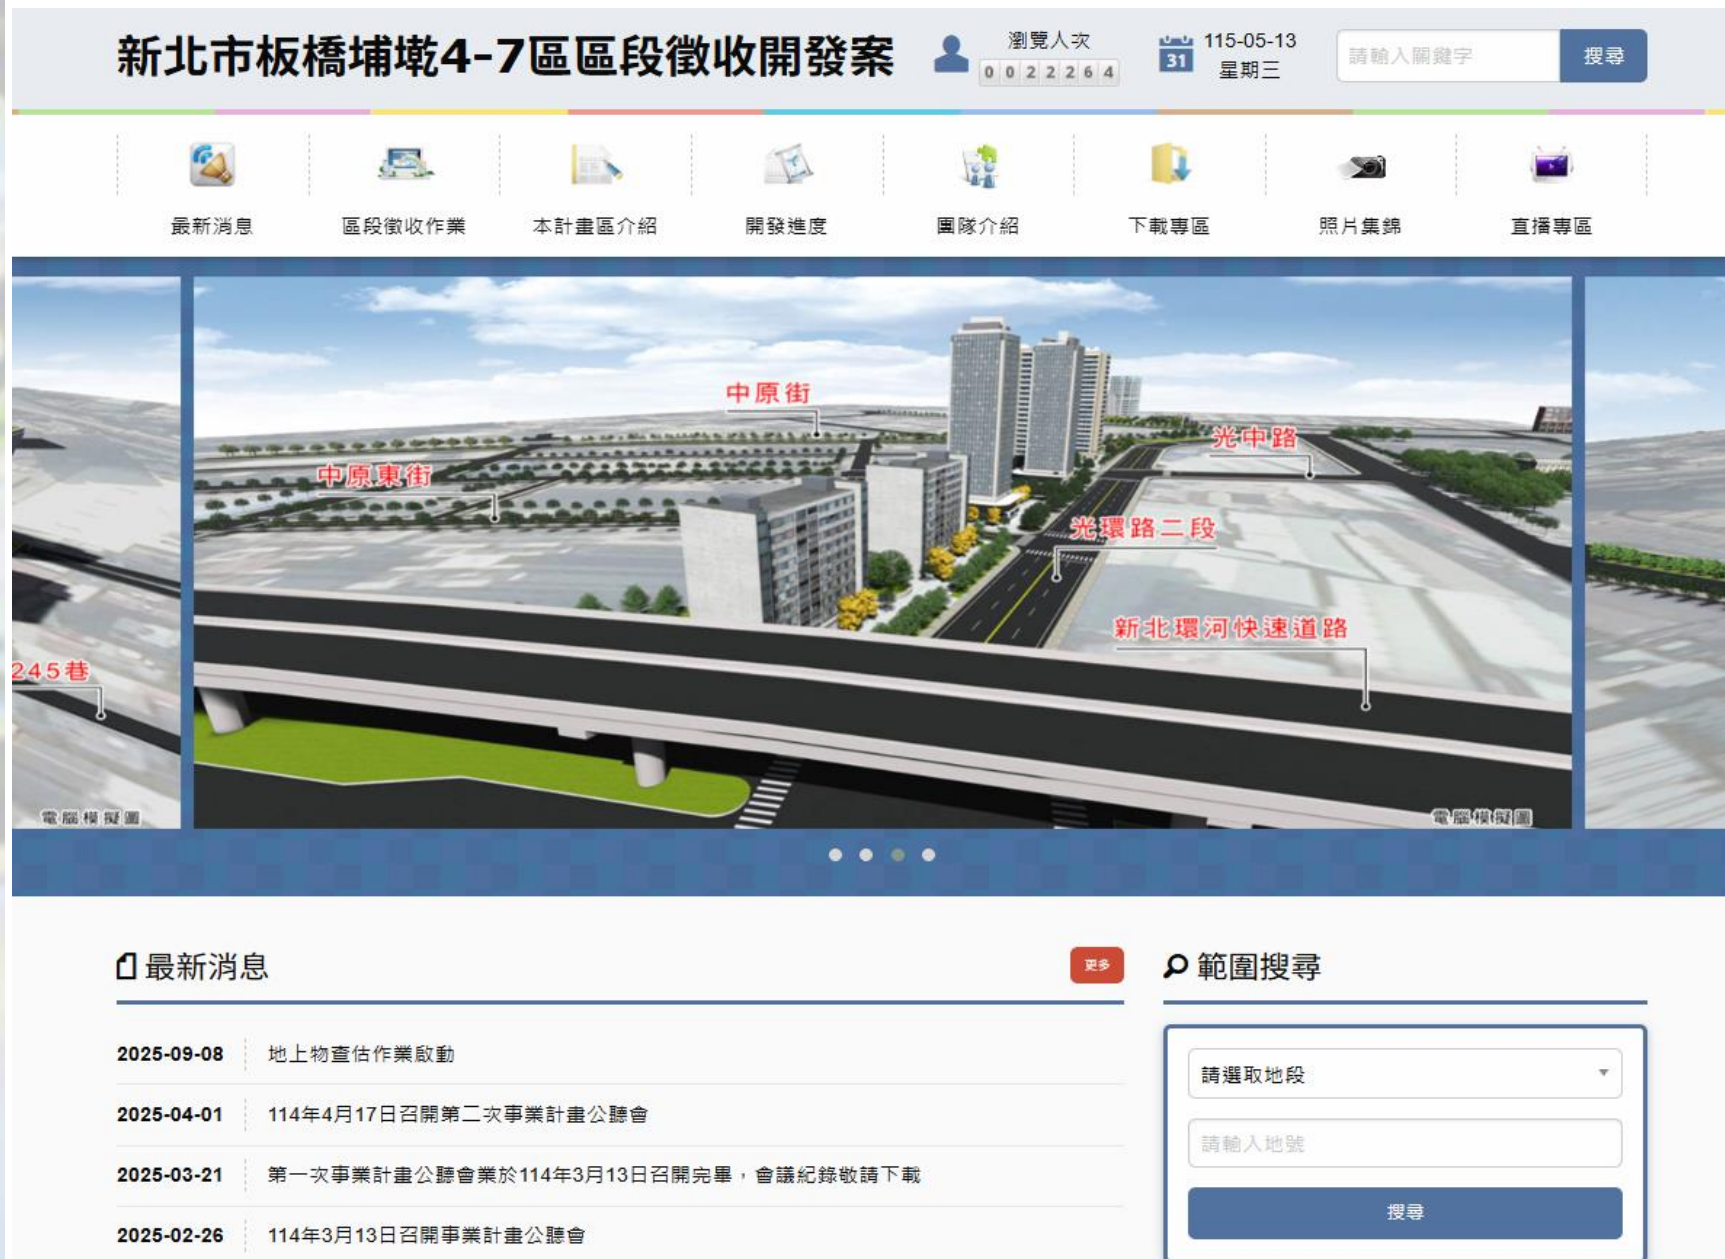 新北市板橋埔墘4-7區區段徵收開發案
瀏覽人次
0022264
31
115-05-13
星期三
請輸入關鍵字
搜尋
最新消息
區段徵收作業
本計畫區介紹
開發進度
團隊介紹
下載專區
照片集錦
直播專區
中原街
中原東街
光中路
光環路二段
新北環河快速道路
245巷
電腦模擬圖
電腦模擬圖
最新消息
更多
範圍搜尋
2025-09-08 地上物查估作業啟動
2025-04-01 114年4月17日召開第二次事業計畫公聽會
2025-03-21 第一次事業計畫公聽會業於114年3月13日召開完畢，會議紀錄敬請下載
2025-02-26 114年3月13日召開事業計畫公聽會
請選取地段
請輸入地號
搜尋